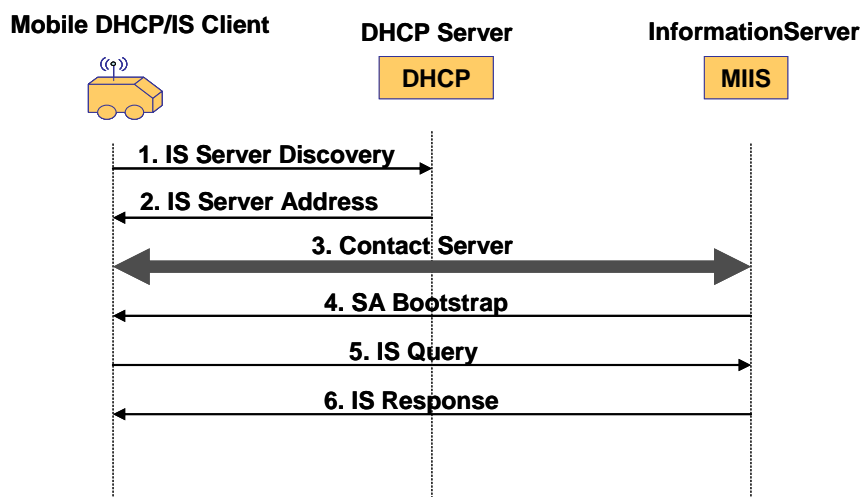 Mobile DHCP/IS Client
DHCP Server
InformationServer
DHCP
MIIS
1. IS Server Discovery
2. IS Server Address
3. Contact Server
4. SA Bootstrap
5. IS Query
6. IS Response